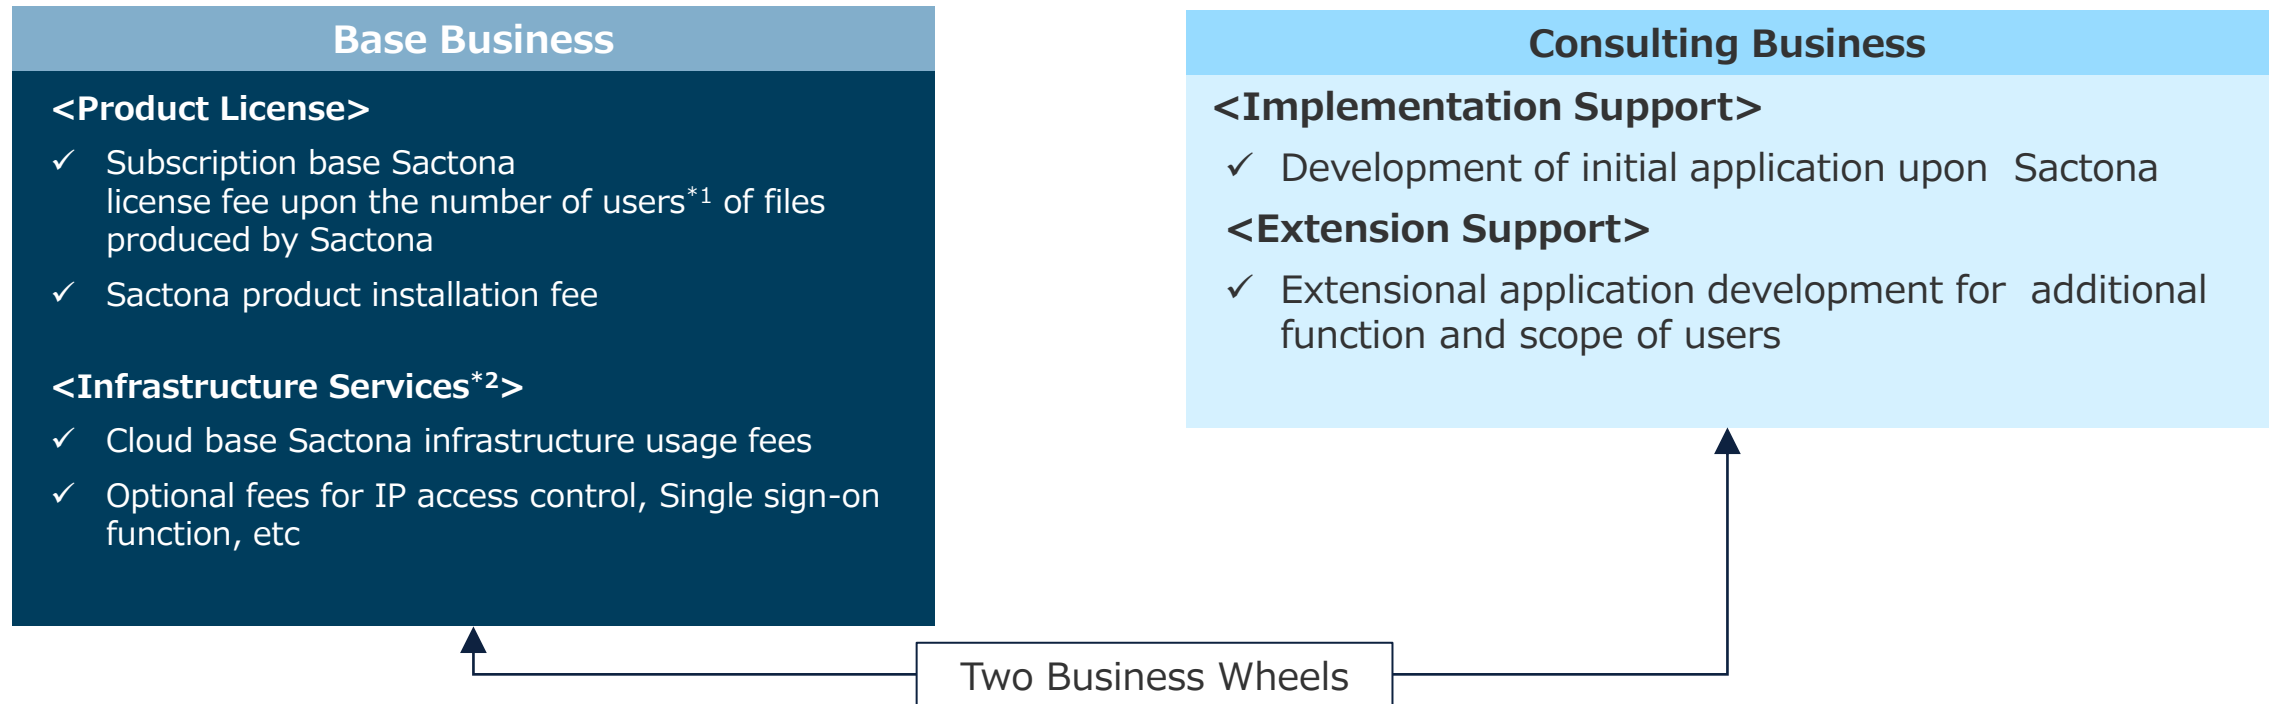 Base Business
<Product License>
✓ Subscription base Sactona
license fee upon the number of users*1 of files
produced by Sactona
✓ Sactona product installation fee
<Infrastructure Services*2>
✓ Cloud base Sactona infrastructure usage fees
✓ Optional fees for IP access control, Single sign-on
function, etc
Consulting Business
<Implementation Support>
✓ Development of initial application upon Sactona
<Extension Support>
✓ Extensional application development for additional
function and scope of users
Two Business Wheels